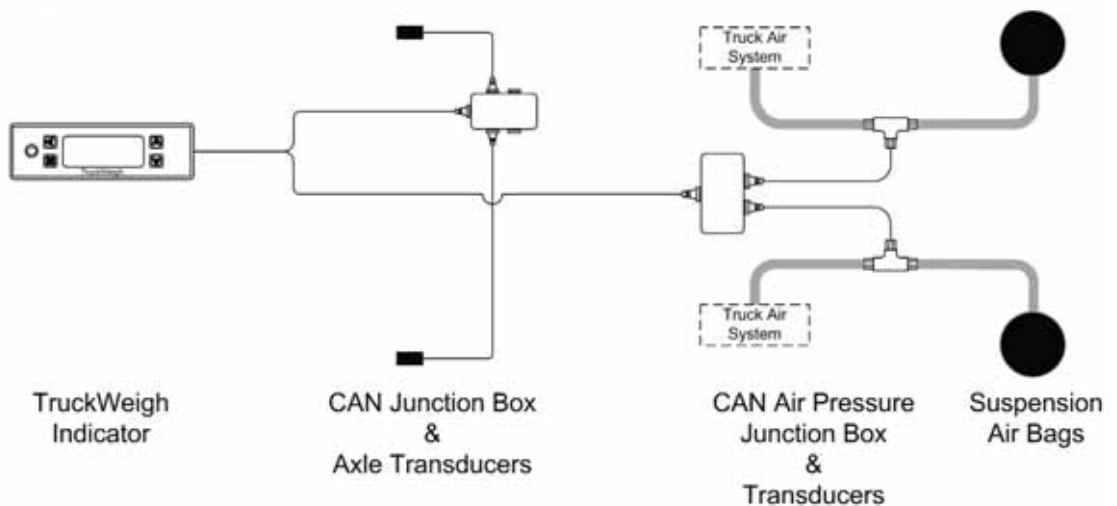 Truck Air
System
TruckWeigh
Truck Air
System
TruckWeigh
Indicator
CAN Junction Box
&
Axle Transducers
CAN Air Pressure
Junction Box
&
Transducers
Suspension
Air Bags